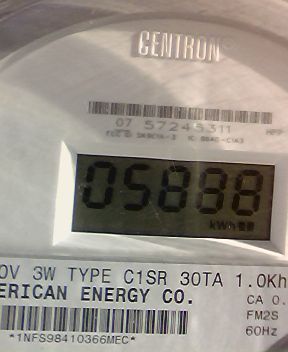 CENTRON®
07 57245311
05888
kWh
0V 3W TYPE C1SR 30TA 1.0Kh
ERICAN ENERGY CO.
CA 0.
FM2S
60Hz
*1NFS98410366MEC*